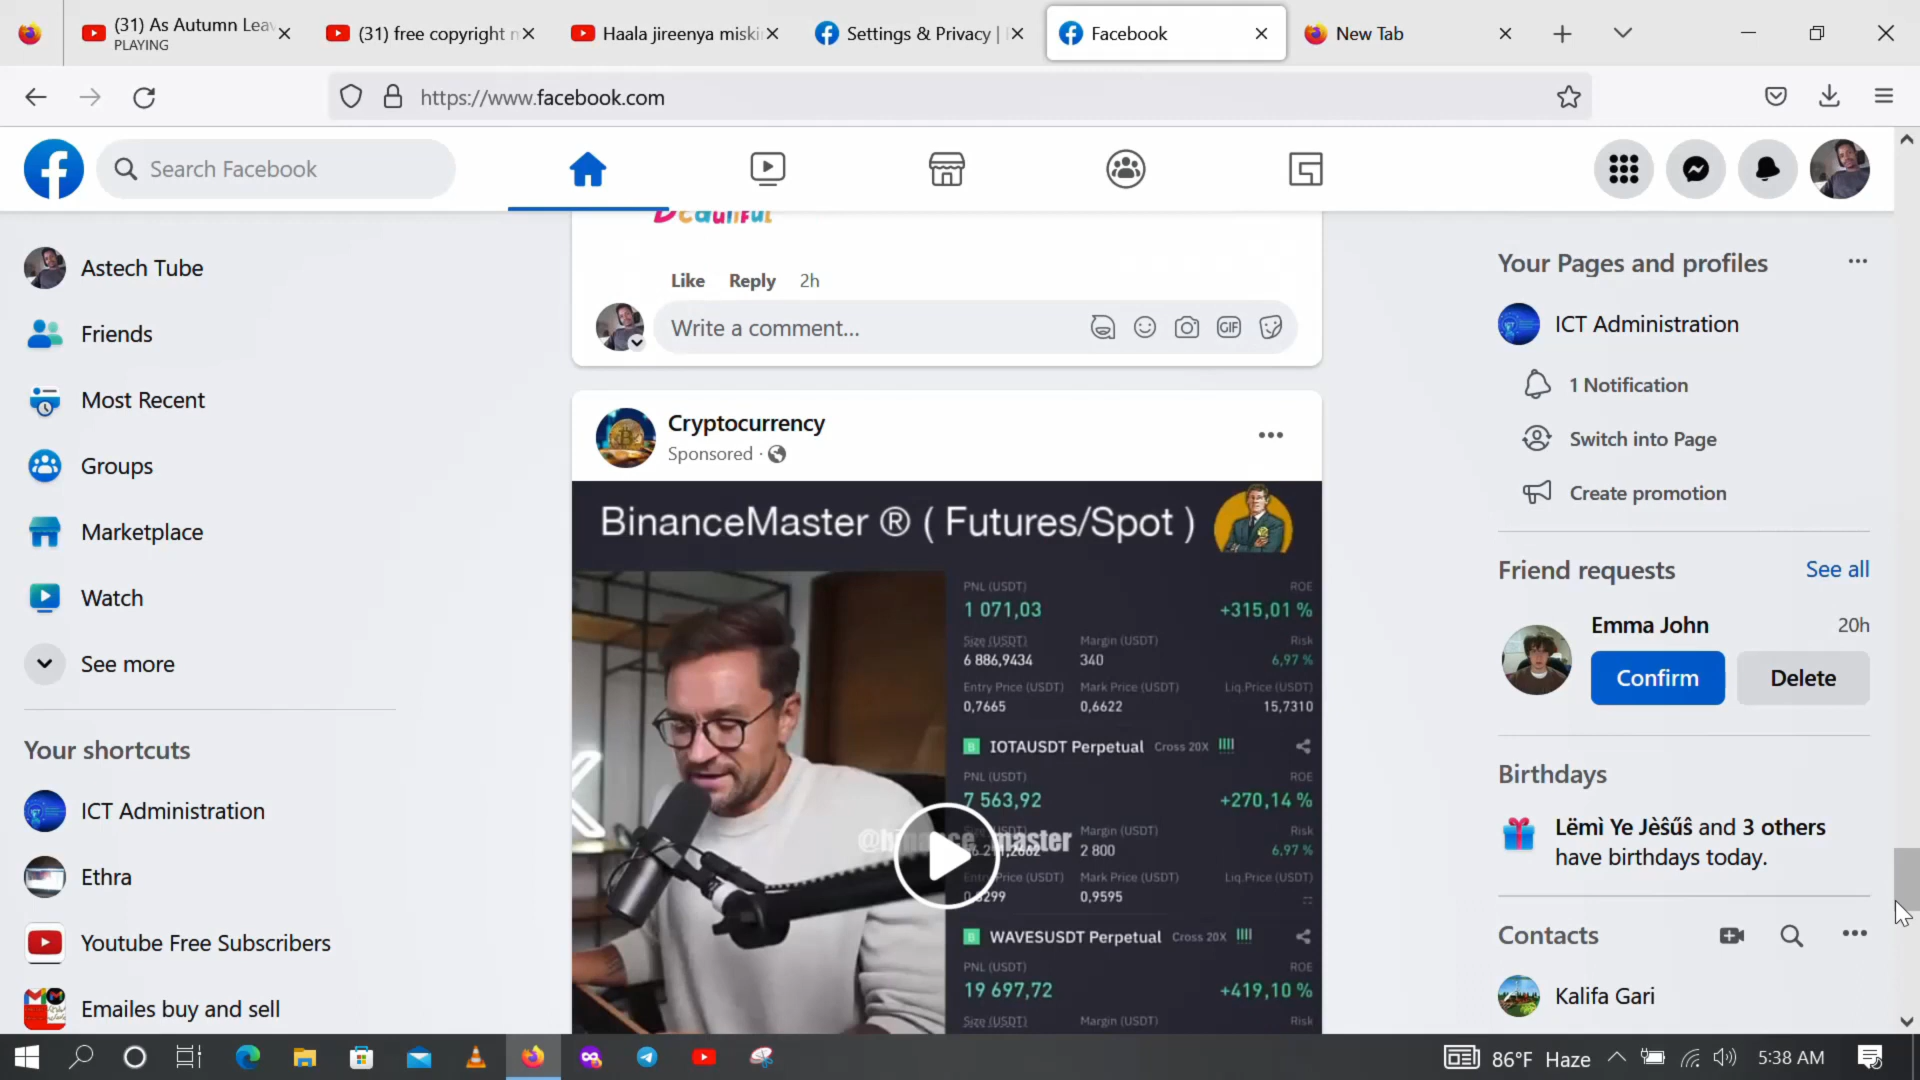 (31) As Autumn Lea
PLAYING
(31) free copyright
Haala jireenya miski
Settings & Privacy |
Facebook
New Tab
https://www.facebook.com
Search Facebook
Beautiful
Astech Tube
Friends
Most Recent
Groups
Marketplace
Watch
See more
Your shortcuts
ICT Administration
Ethra
Youtube Free Subscribers
Emailes buy and sell
Like Reply 2h
Write a comment...
GIF
Cryptocurrency
Sponsored ·
BinanceMaster ® ( Futures/Spot )
PNL (USDT) ROE
1 071,03 +315,01 %
Size (USDT) Margin (USDT) Risk
6 886,9434 340 6,97 %
Entry Price (USDT) Mark Price (USDT) Liq.Price (USDT)
0,7665 0,6622 15,7310
B IOTAUSDT Perpetual Cross 20X
PNL (USDT) ROE
7 563,92 +270,14 %
Margin (USDT) Risk
2 800 6,97 %
Price (USDT) Mark Price (USDT) Liq.Price (USDT)
0,9595
master
B WAVESUSDT Perpetual Cross 20X
PNL (USDT) ROE
19 697,72 +419,10 %
Size (USDT) Margin (USDT) Risk
Your Pages and profiles
ICT Administration
1 Notification
Switch into Page
Create promotion
Friend requests See all
Emma John 20h
Confirm Delete
Birthdays
Lëmì Ye Jèŝűŝ and 3 others
have birthdays today.
Contacts
Kalifa Gari
86°F Haze 5:38 AM